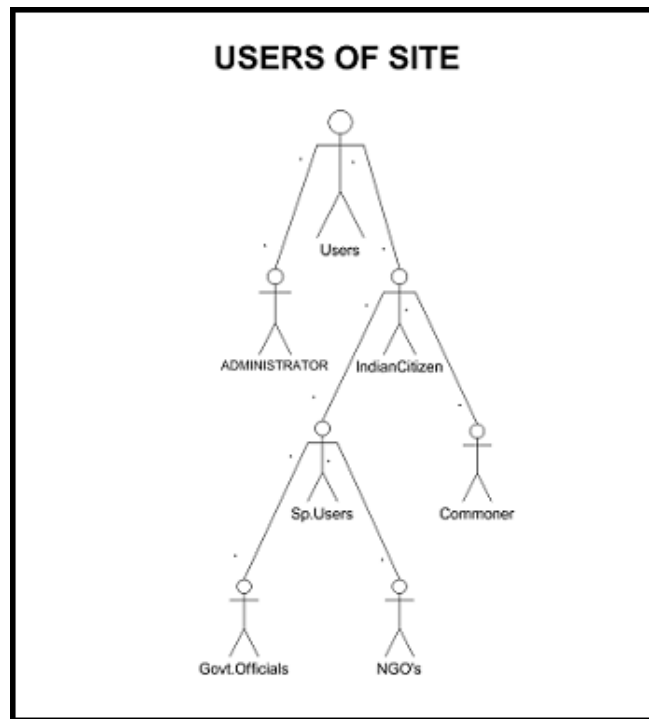 USERS OF SITE
Users
ADMINISTRATOR
IndianCitizen
Sp.Users
Commoner
Govt.Officials
NGO's